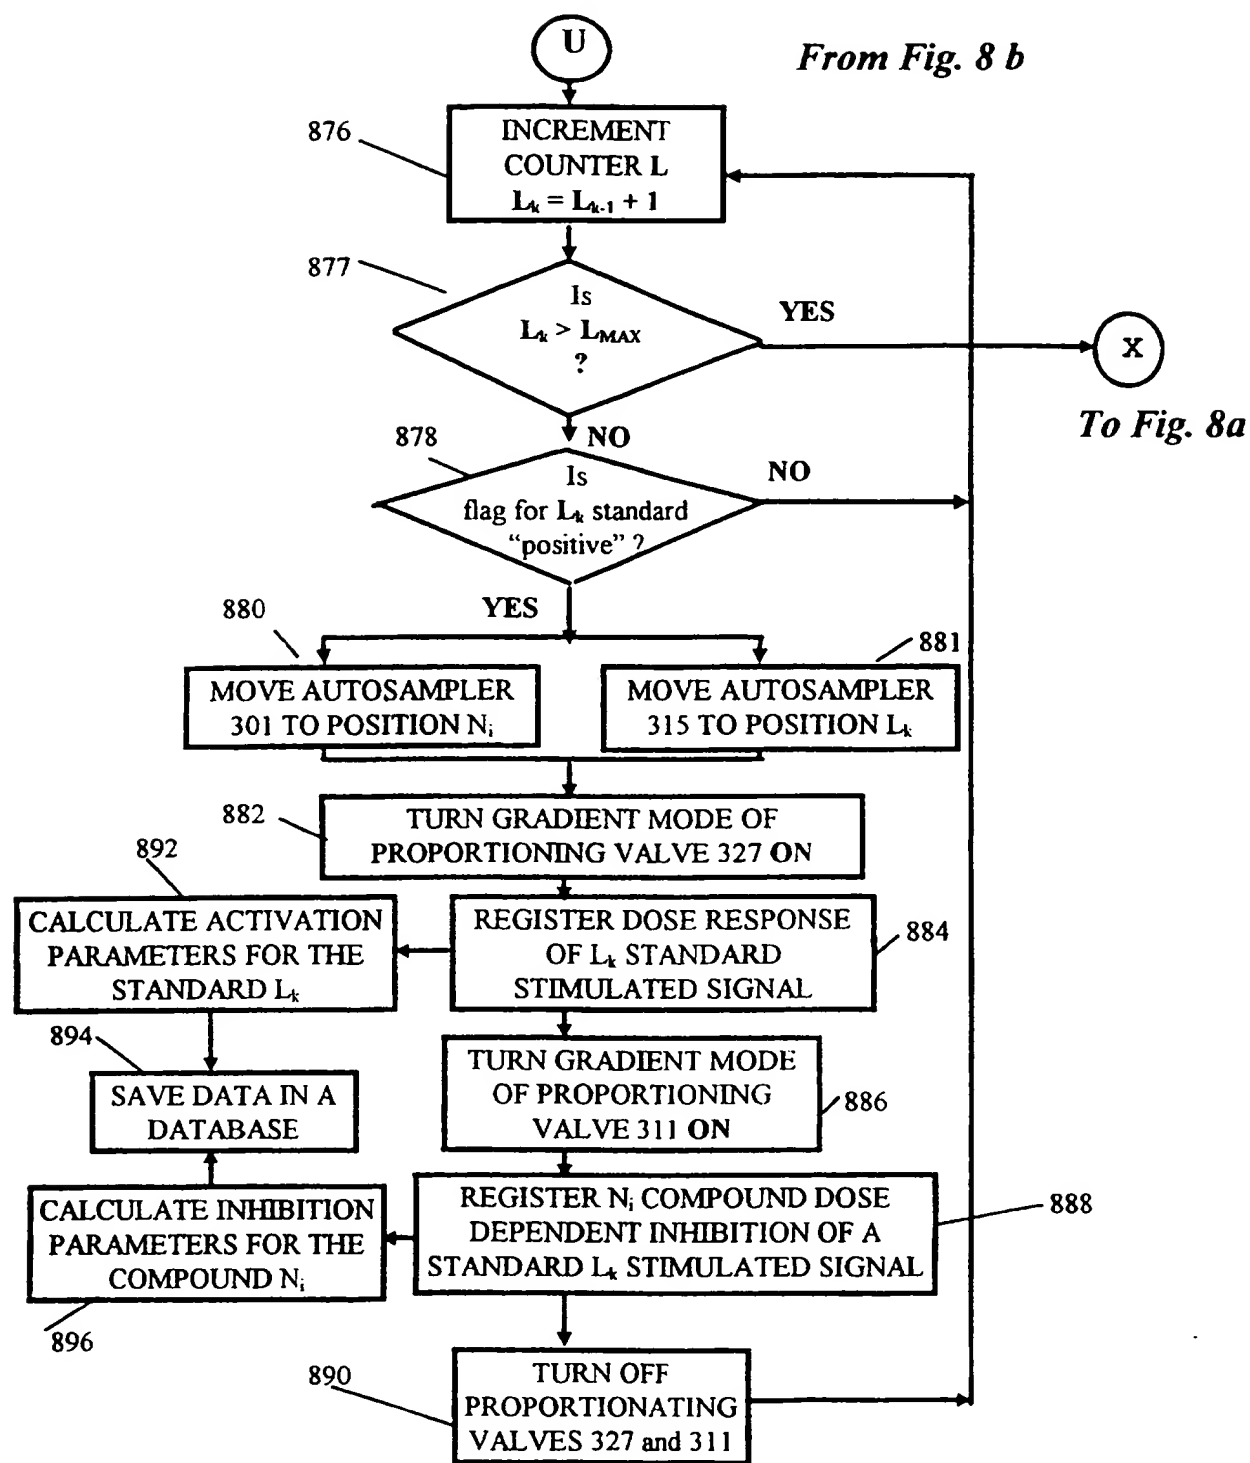 U
From Fig. 8 b
876
INCREMENT
COUNTER L
Lk = Lk-1 + 1
877
Is
Lk > LMAX
?
YES
X
To Fig. 8a
NO
878
Is
flag for Lk standard
“positive” ?
NO
YES
880
MOVE AUTOSAMPLER
301 TO POSITION Ni
881
MOVE AUTOSAMPLER
315 TO POSITION Lk
882
TURN GRADIENT MODE OF
PROPORTIONING VALVE 327 ON
892
CALCULATE ACTIVATION
PARAMETERS FOR THE
STANDARD Lk
REGISTER DOSE RESPONSE
OF Lk STANDARD
STIMULATED SIGNAL
884
894
SAVE DATA IN A
DATABASE
TURN GRADIENT MODE
OF PROPORTIONING
VALVE 311 ON
886
CALCULATE INHIBITION
PARAMETERS FOR THE
COMPOUND Ni
896
REGISTER Ni COMPOUND DOSE
DEPENDENT INHIBITION OF A
STANDARD Lk STIMULATED SIGNAL
888
890
TURN OFF
PROPORTIONATING
VALVES 327 and 311